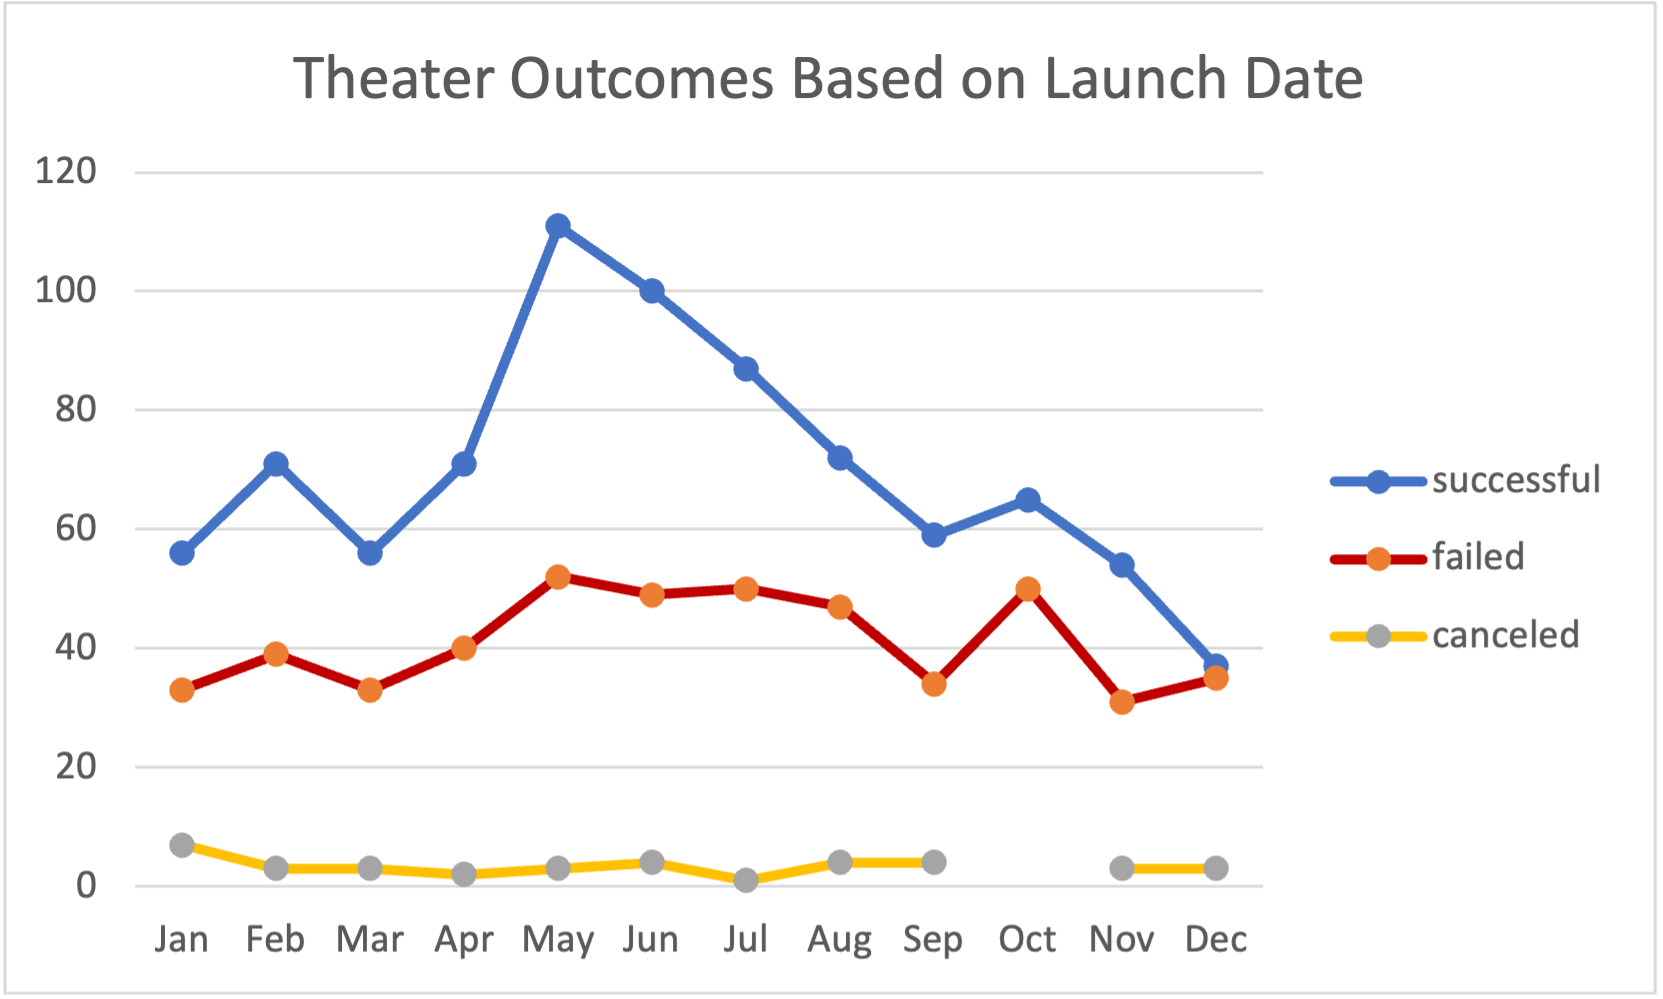 Theater Outcomes Based on Launch Date
120
100
80
60
40
20
0
Jan Feb Mar Apr May Jun Jul Aug Sep Oct Nov Dec
successful
failed
canceled